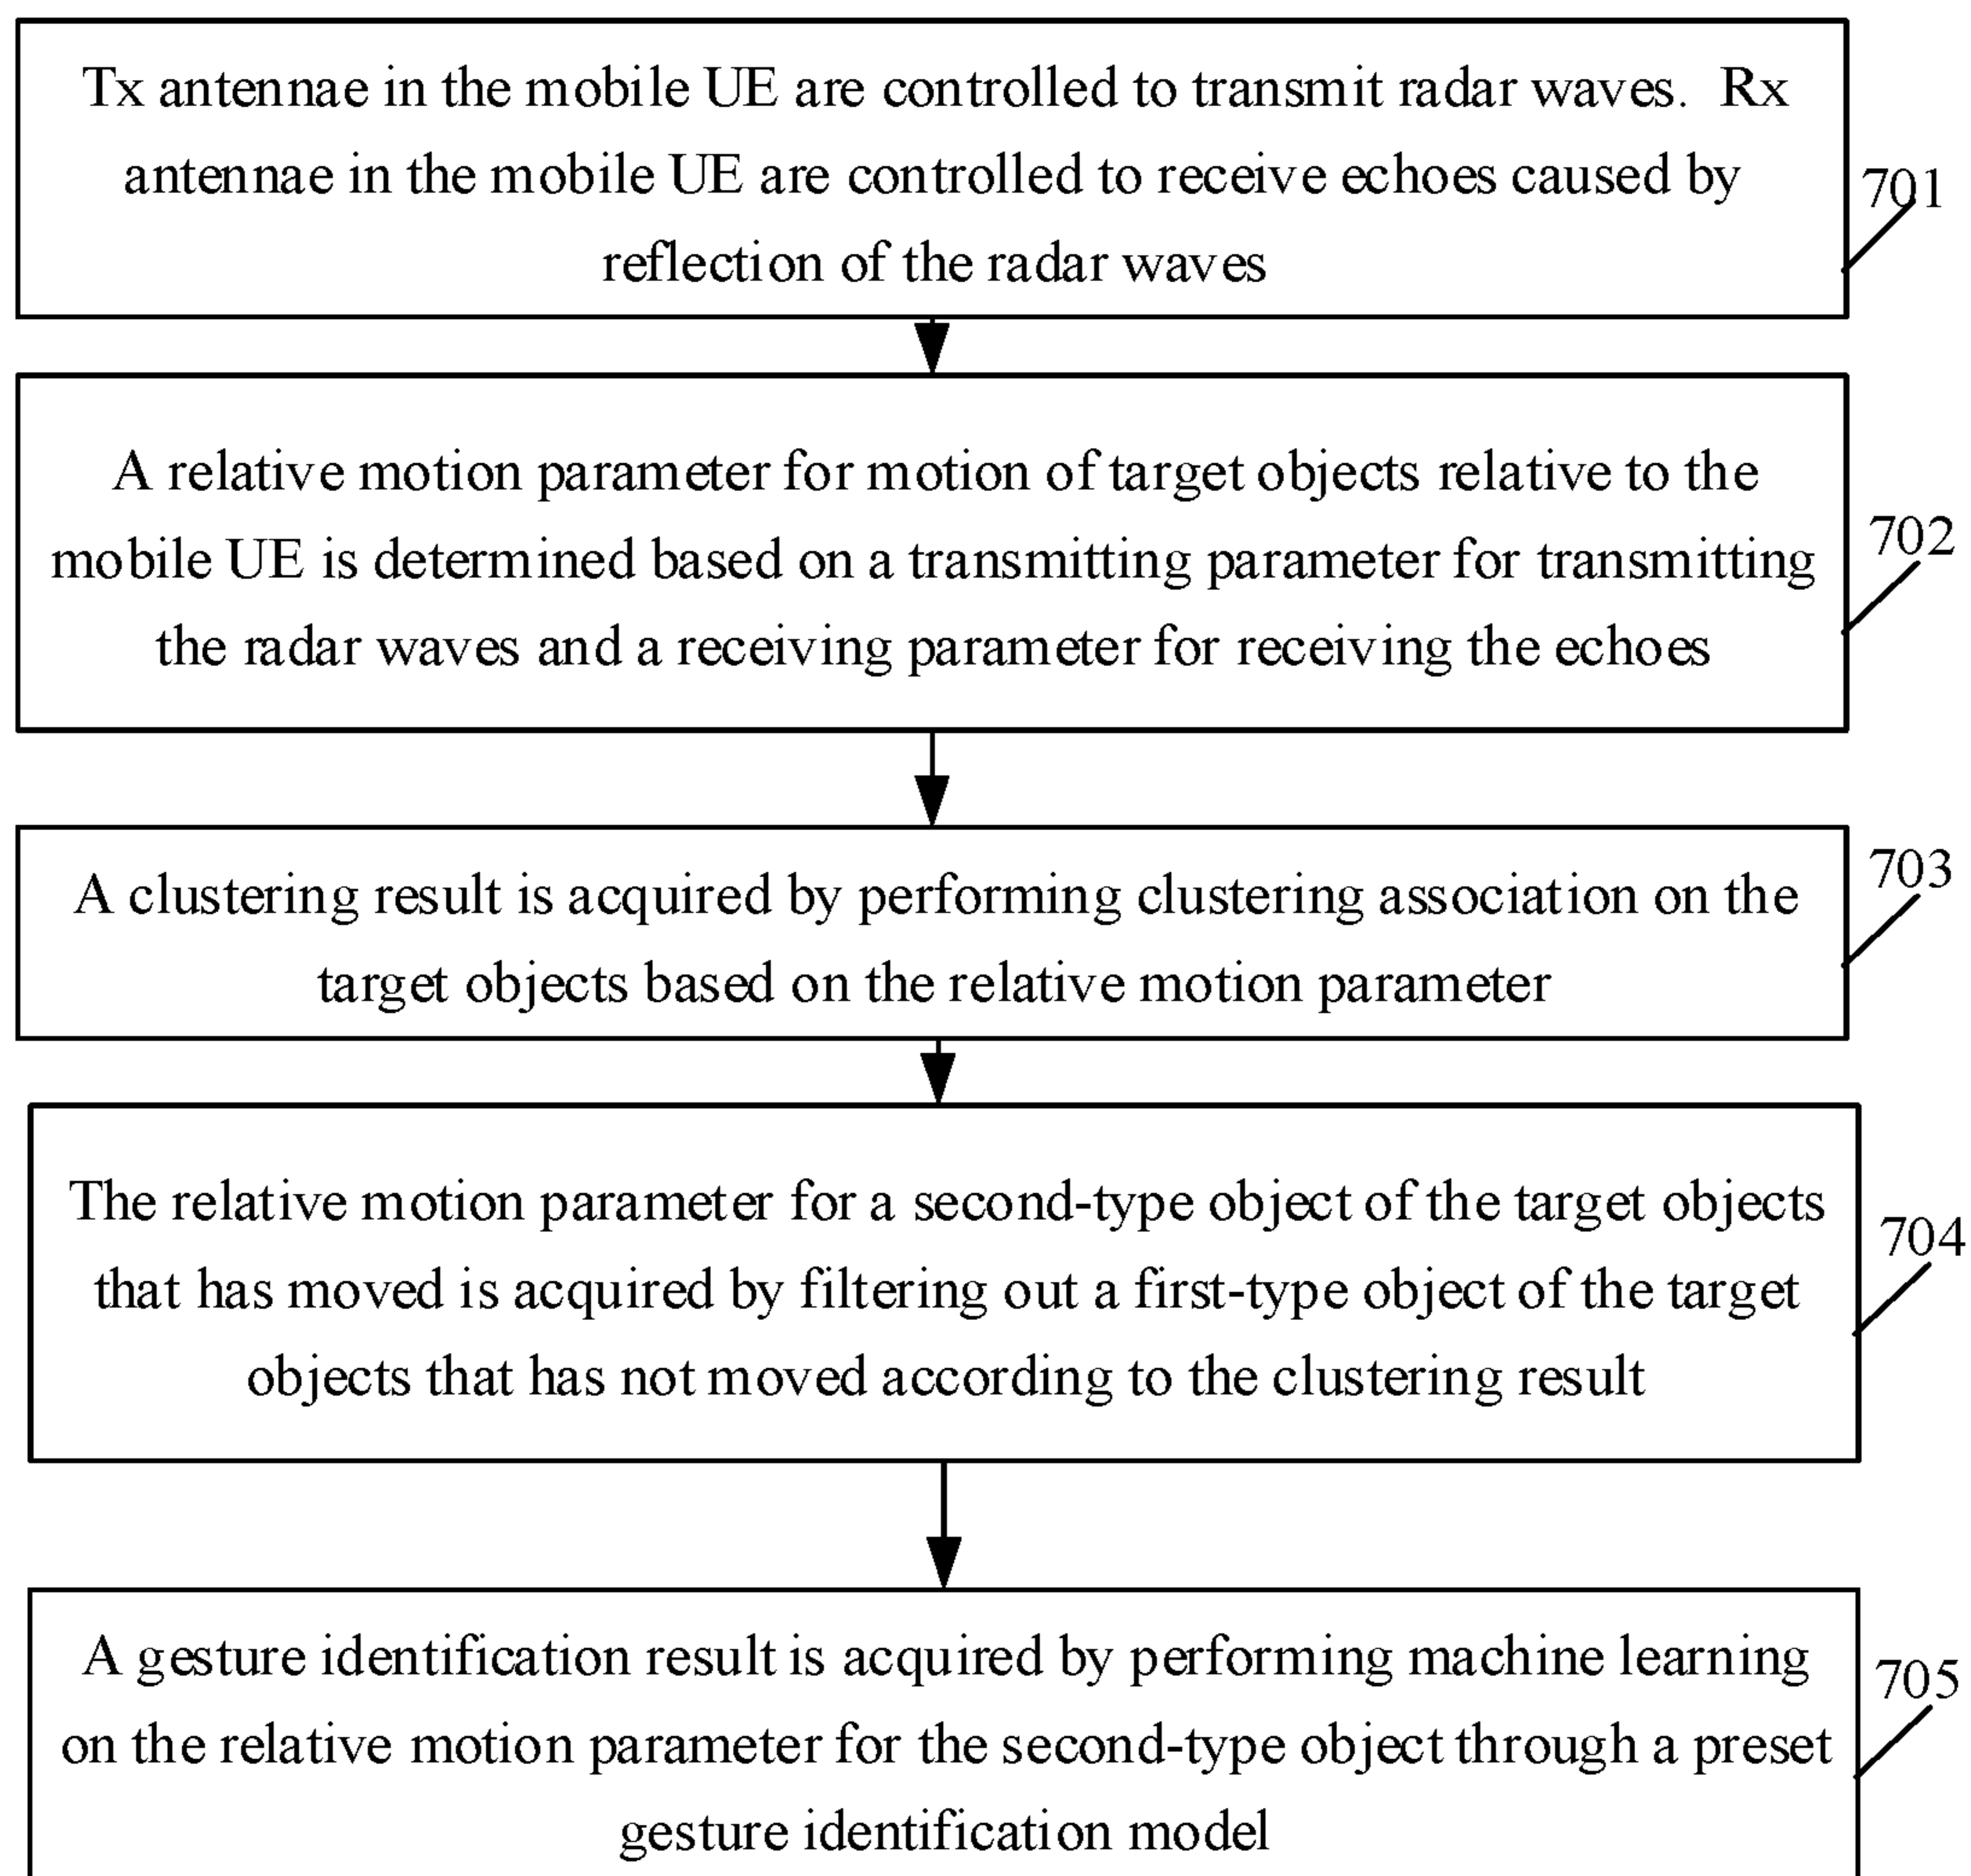 Tx antennae in the mobile UE are controlled to transmit radar waves. Rx
antennae in the mobile UE are controlled to receive echoes caused by
reflection of the radar waves
701
A relative motion parameter for motion of target objects relative to the
mobile UE is determined based on a transmitting parameter for transmitting
the radar waves and a receiving parameter for receiving the echoes
702
A clustering result is acquired by performing clustering association on the
target objects based on the relative motion parameter
703
The relative motion parameter for a second-type object of the target objects
that has moved is acquired by filtering out a first-type object of the target
objects that has not moved according to the clustering result
704
A gesture identification result is acquired by performing machine learning
on the relative motion parameter for the second-type object through a preset
gesture identification model
705